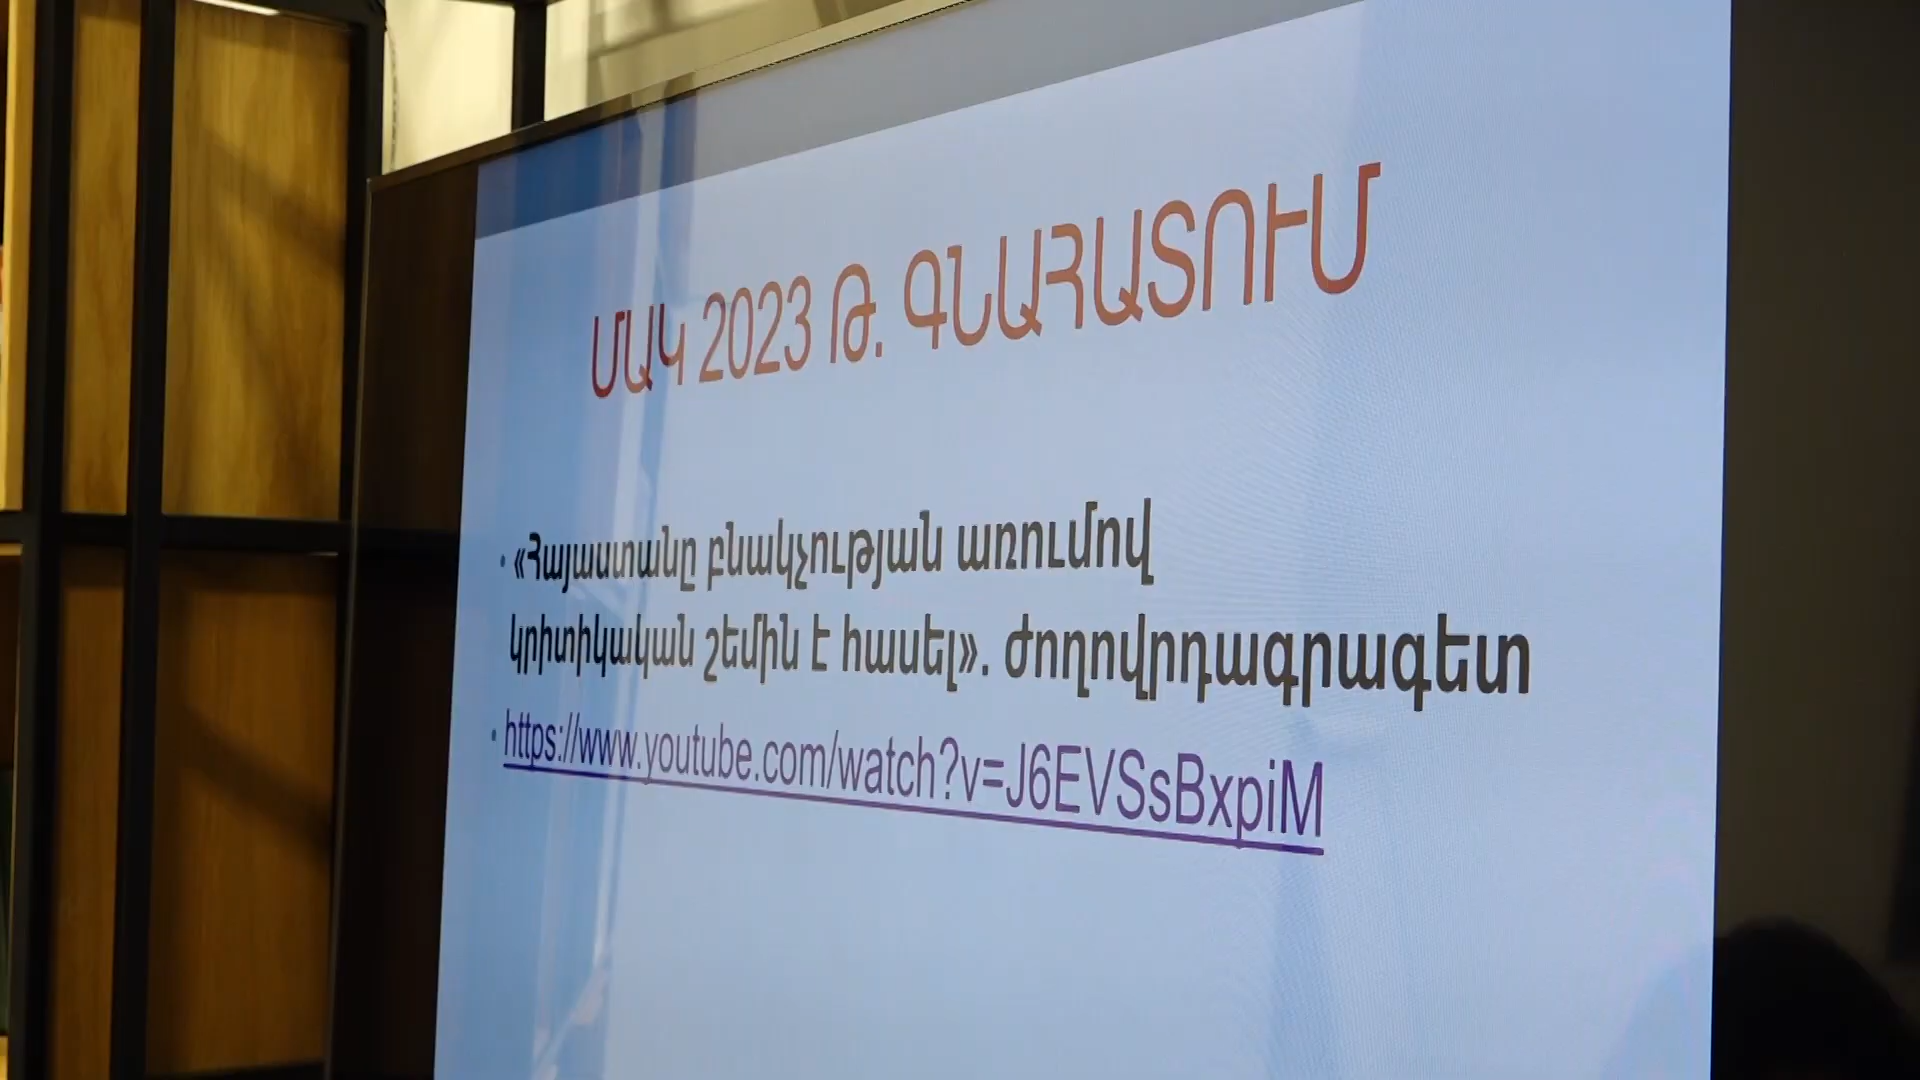 ՄԱԿ 2023 Թ. ԳՆԱՀԱՏՈՒՄ
• «Հայաստանը բնակչության առումով
կրիտիկական շեմին է հասել». Ժողովրդագրագետ
• https://www.youtube.com/watch?v=J6EVSsBxpiM